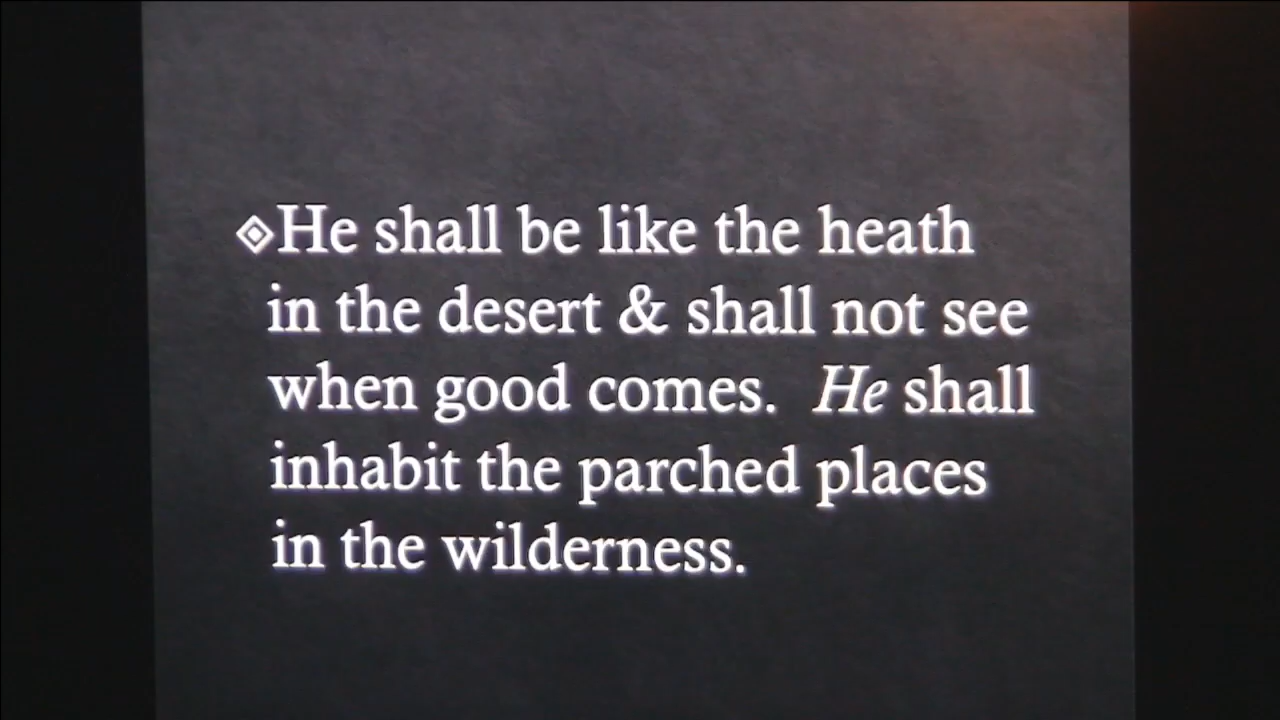 He shall be like the heath
in the desert & shall not see
when good comes. He shall
inhabit the parched places
in the wilderness.